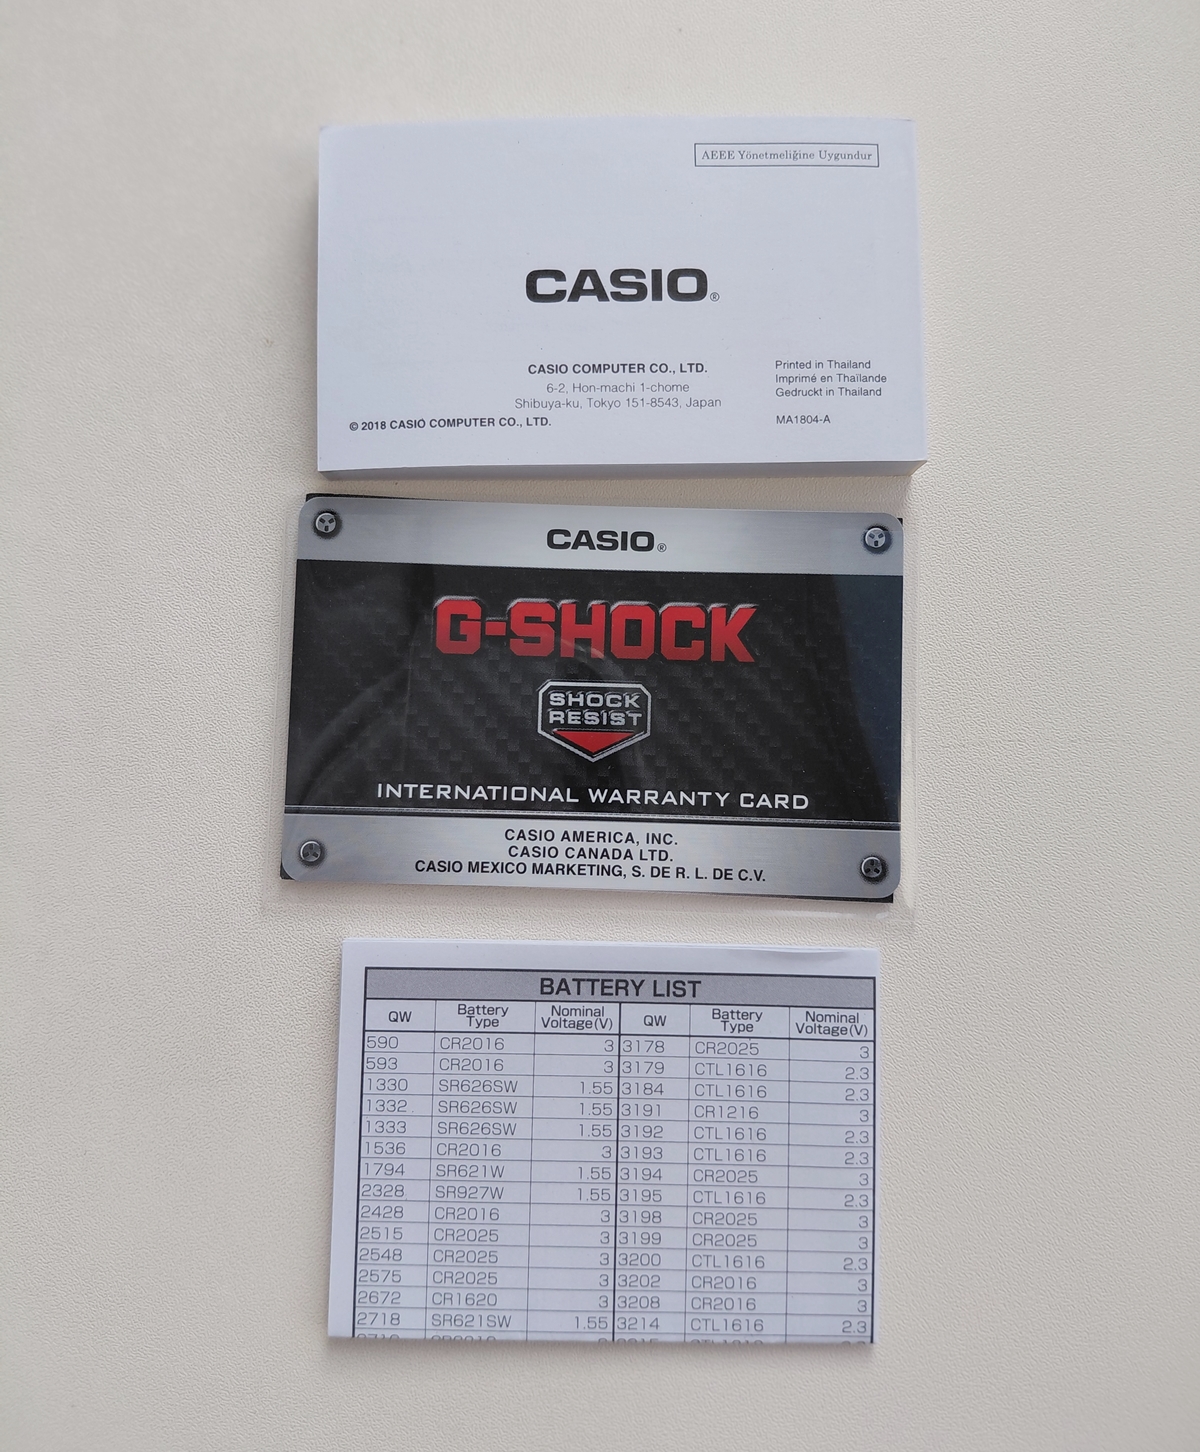 AEEE Yönetmeliğine Uygundur
CASIO®
CASIO COMPUTER CO., LTD.
6-2, Hon-machi 1-chome
Shibuya-ku, Tokyo 151-8543, Japan
© 2018 CASIO COMPUTER CO., LTD.
Printed in Thailand
Imprimé en Thaïlande
Gedruckt in Thailand
MA1804-A
CASIO®
G-SHOCK
SHOCK
RESIST
INTERNATIONAL WARRANTY CARD
CASIO AMERICA, INC.
CASIO CANADA LTD.
CASIO MEXICO MARKETING, S. DE R. L. DE C.V.
BATTERY LIST
QW Battery Type Nominal Voltage(V) QW Battery Type Nominal Voltage(V)
590 CR2016 3 3178 CR2025 3
593 CR2016 3 3179 CTL1616 2.3
1330 SR626SW 1.55 3184 CTL1616 2.3
1332 SR626SW 1.55 3191 CR1216 3
1333 SR626SW 1.55 3192 CTL1616 2.3
1536 CR2016 3 3193 CTL1616 2.3
1794 SR621W 1.55 3194 CR2025 3
2328 SR927W 1.55 3195 CTL1616 2.3
2428 CR2016 3 3198 CR2025 3
2515 CR2025 3 3199 CR2025 3
2548 CR2025 3 3200 CTL1616 2.3
2575 CR2025 3 3202 CR2016 3
2672 CR1620 3 3208 CR2016 3
2718 SR621SW 1.55 3214 CTL1616 2.3